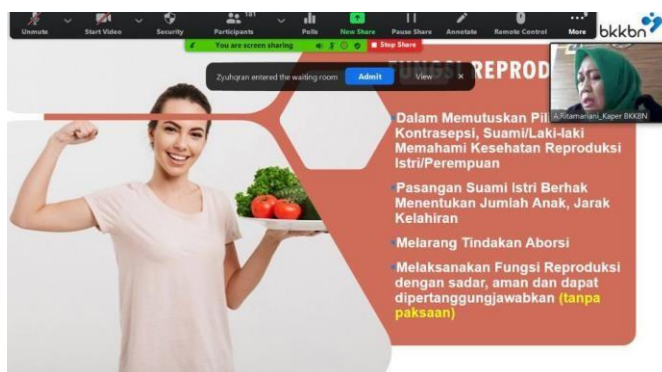 181
Unmute
Start Video
Security
Participants
Polls
New Share
Pause Share
Annotate
Remote Control
More
bkkbn
You are screen sharing
Stop Share
Zyuhqran entered the waiting room
Admit
View
×
FUNGSI REPROD
A.Ritamariani_Kaper BKKBN
Dalam Memutuskan Pil
Kontrasepsi, Suami/Laki-laki
Memahami Kesehatan Reproduksi
Istri/Perempuan
Pasangan Suami Istri Berhak
Menentukan Jumlah Anak, Jarak
Kelahiran
Melarang Tindakan Aborsi
Melaksanakan Fungsi Reproduksi
dengan sadar, aman dan dapat
dipertanggungjawabkan (tanpa
paksaan)